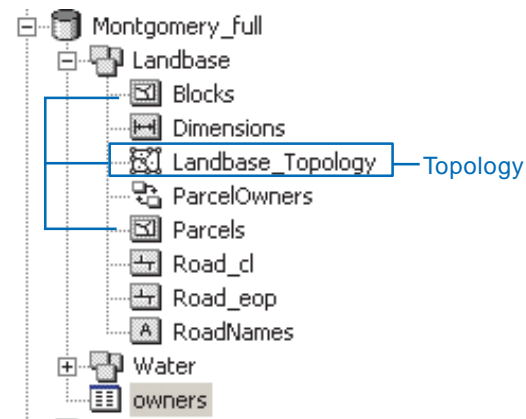 Montgomery_full
Landbase
Blocks
Dimensions
Landbase_Topology Topology
ParcelOwners
Parcels
Road_cl
Road_eop
A RoadNames
Water
owners